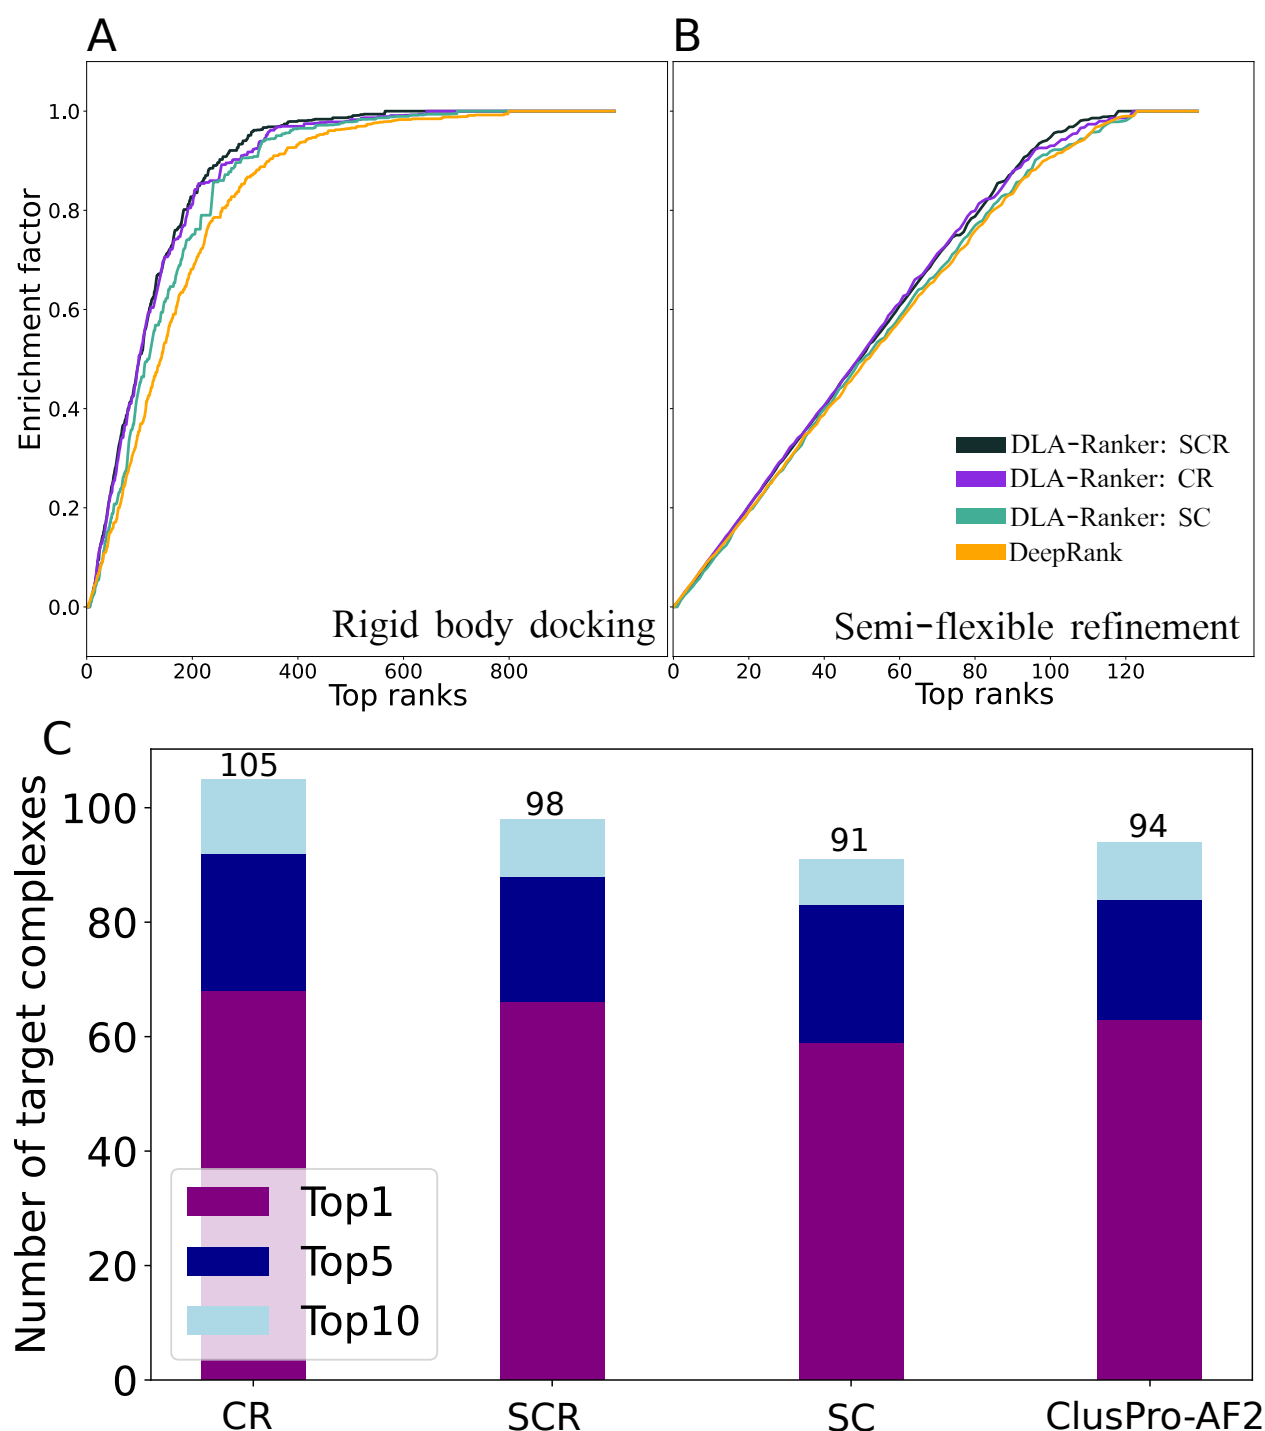 A
B
1.0
0.8
0.6
0.4
0.2
0.0
Enrichment factor
DLA-Ranker: SCR
DLA-Ranker: CR
DLA-Ranker: SC
DeepRank
Rigid body docking
Semi-flexible refinement
0 200 400 600 800
0 20 40 60 80 100 120
Top ranks
Top ranks
C
Number of target complexes
100
80
60
40
20
0
105
98
91
94
Top1
Top5
Top10
CR
SCR
SC
ClusPro-AF2